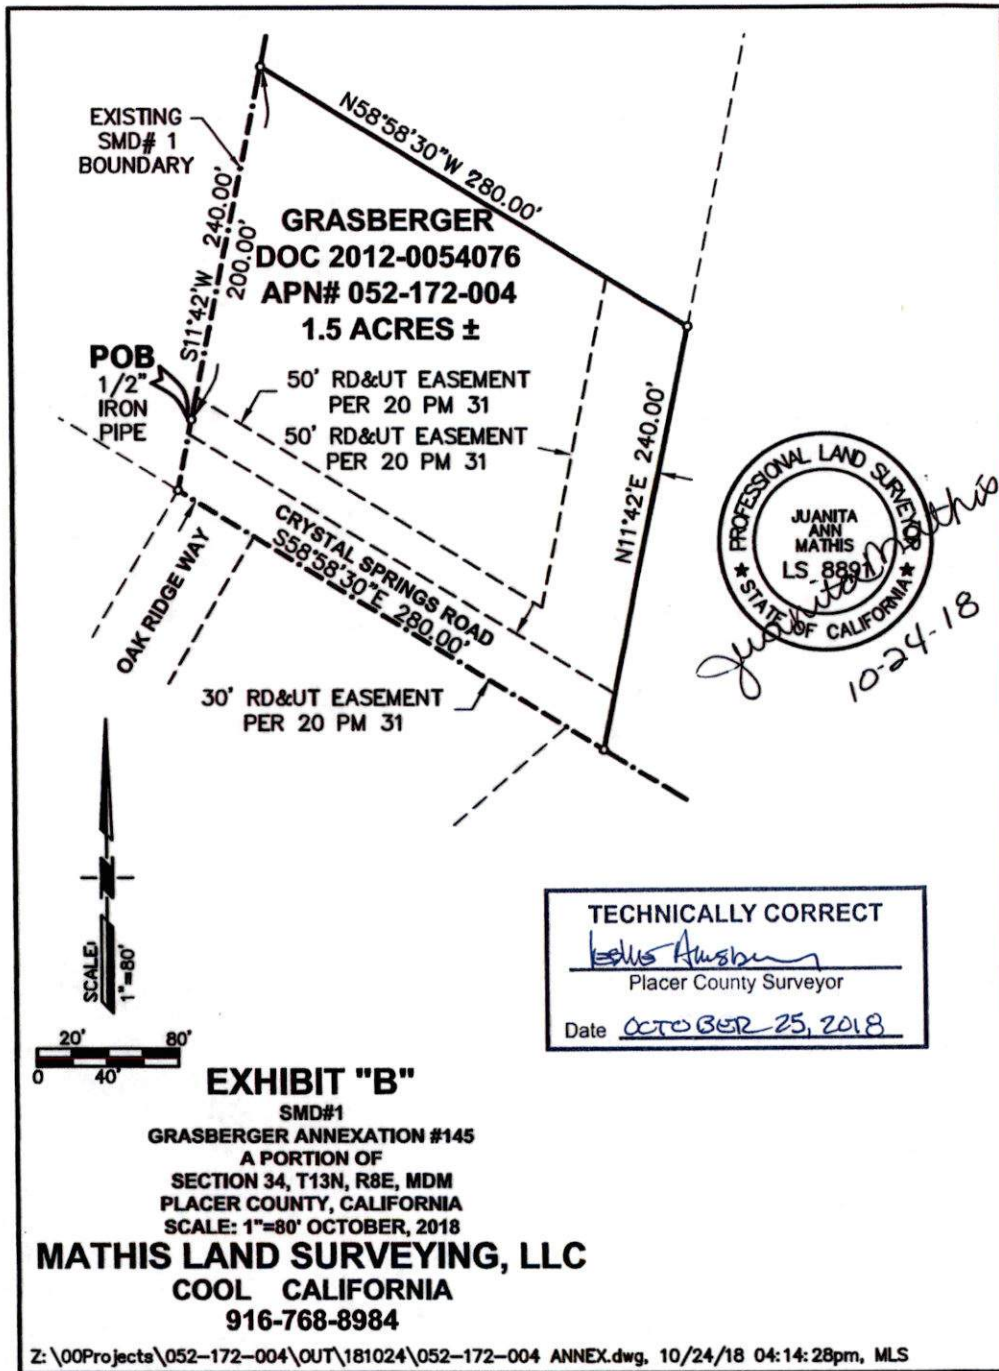 EXISTING
SMD# 1
BOUNDARY
N58°58'30"W 280.00'
S11°42'W 240.00'
200.00'
GRASBERGER
DOC 2012-0054076
APN# 052-172-004
1.5 ACRES ±
POB
1/2"
IRON
PIPE
50' RD&UT EASEMENT
PER 20 PM 31
50' RD&UT EASEMENT
PER 20 PM 31
N11°42'E 240.00'
CRYSTAL SPRINGS ROAD
S58°58'30"E 280.00'
OAK RIDGE WAY
30' RD&UT EASEMENT
PER 20 PM 31
PROFESSIONAL LAND SURVEYOR
JUANITA
ANN
MATHIS
LS 8891
★ STATE OF CALIFORNIA ★
Juanita Mathis
10-24-18
SCALE:
1"=80'
20' 80'
0 40'
TECHNICALLY CORRECT
Placer County Surveyor
Date OCTOBER 25, 2018
EXHIBIT "B"
SMD#1
GRASBERGER ANNEXATION #145
A PORTION OF
SECTION 34, T13N, R8E, MDM
PLACER COUNTY, CALIFORNIA
SCALE: 1"=80' OCTOBER, 2018
MATHIS LAND SURVEYING, LLC
COOL CALIFORNIA
916-768-8984
Z:\00Projects\052-172-004\OUT\181024\052-172-004 ANNEX.dwg, 10/24/18 04:14:28pm, MLS